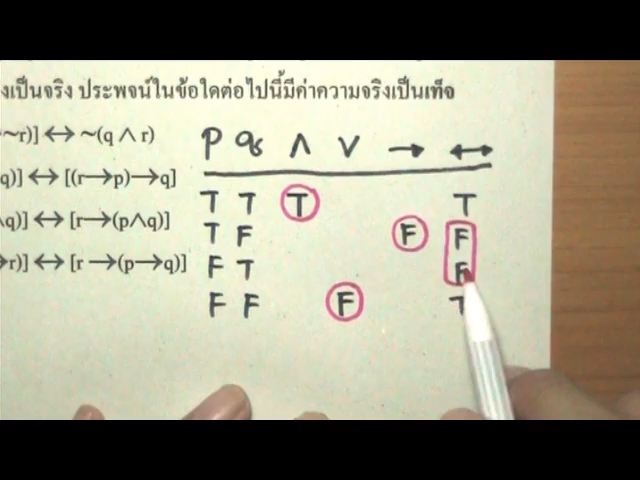 งเป็นจริง ประพจน์ในข้อใดต่อไปนี้มีค่าความจริงเป็นเท็จ
~r)] ↔ ~(q ∧ r)
q)] ↔ [(r→p)→q]
q)] ↔ [r→(p∧q)]
r)] ↔ [r →(p→q)]
p q ∧ ∨ → ↔
T T T T
T F F F
F T F
F F F T